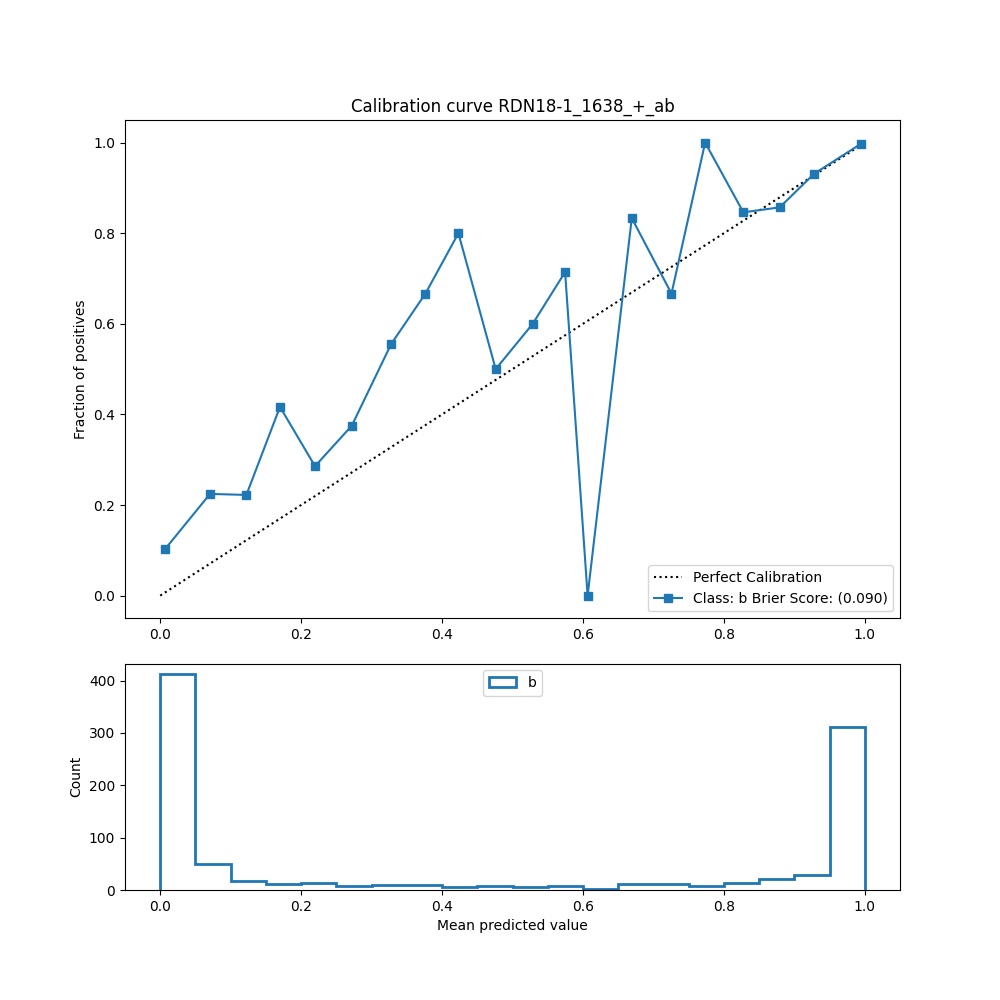 Calibration curve RDN18-1_1638_+_ab
1.0
0.8
0.6
0.4
0.2
0.0
Fraction of positives
Perfect Calibration
Class: b Brier Score: (0.090)
0.0 0.2 0.4 0.6 0.8 1.0
400
300
200
100
0
Count
b
0.0 0.2 0.4 0.6 0.8 1.0
Mean predicted value